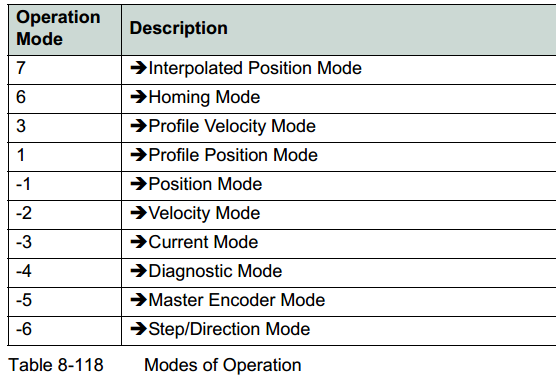 Operation Mode Description
7 ➔Interpolated Position Mode
6 ➔Homing Mode
3 ➔Profile Velocity Mode
1 ➔Profile Position Mode
-1 ➔Position Mode
-2 ➔Velocity Mode
-3 ➔Current Mode
-4 ➔Diagnostic Mode
-5 ➔Master Encoder Mode
-6 ➔Step/Direction Mode
Table 8-118 Modes of Operation